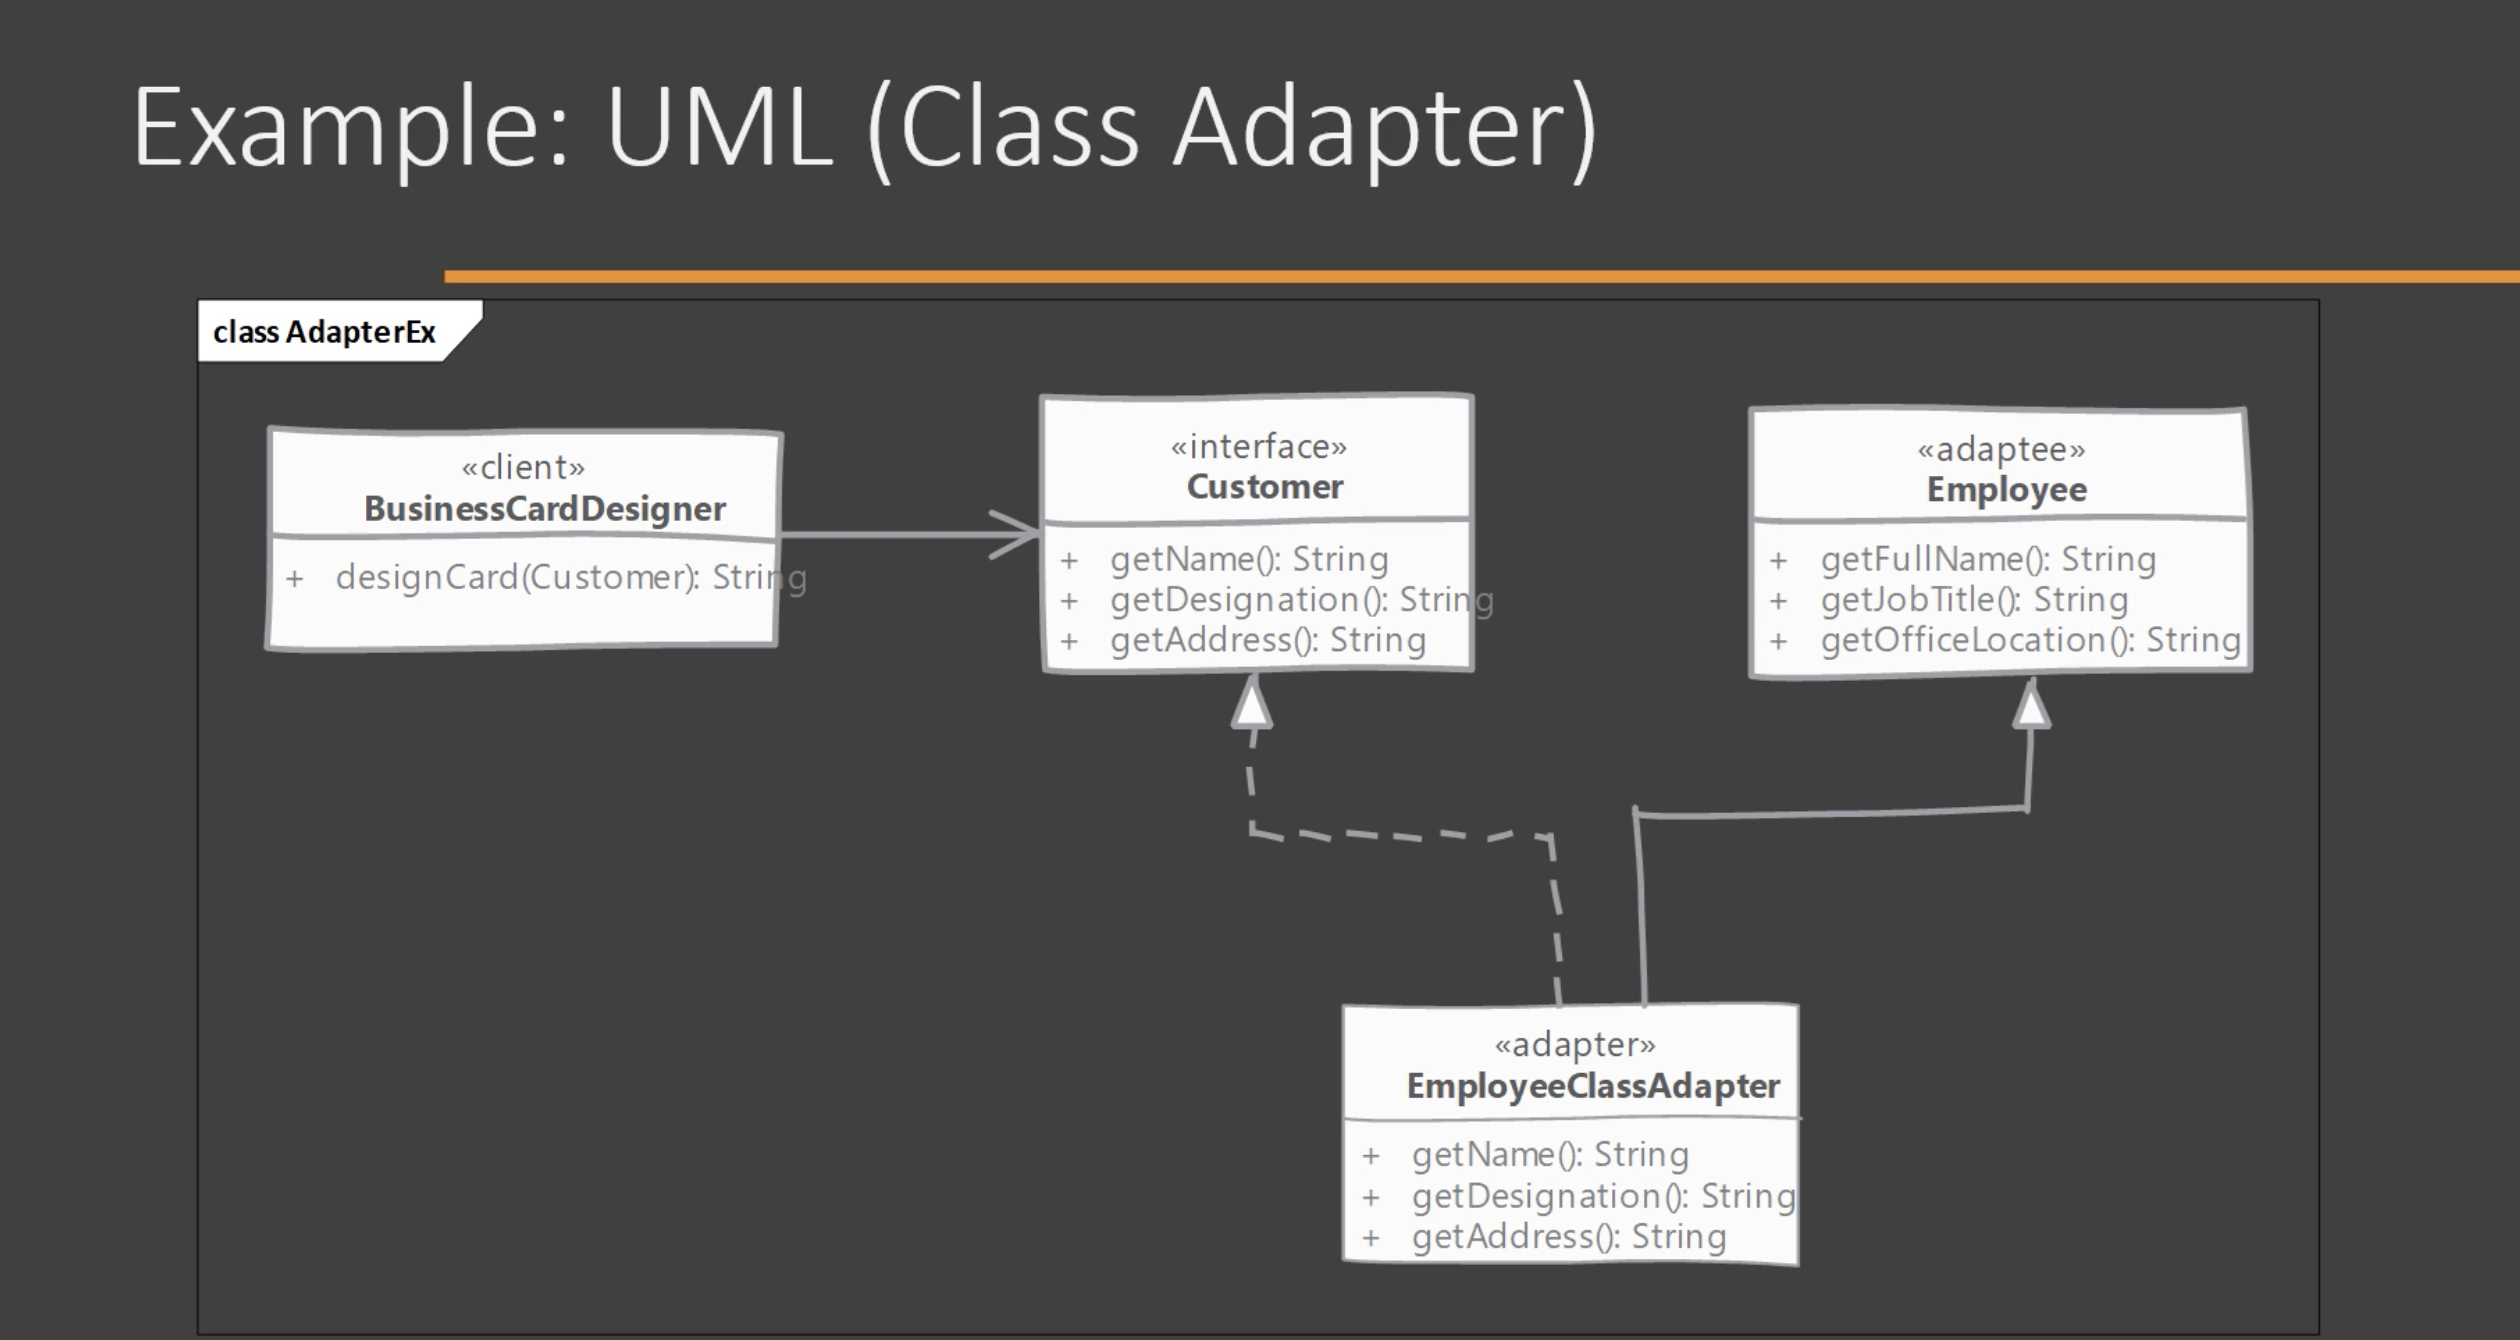 Example: UML (Class Adapter)
class AdapterEx
«client»
BusinessCardDesigner
+ designCard(Customer): String
«interface»
Customer
+ getName(): String
+ getDesignation(): String
+ getAddress(): String
«adaptee»
Employee
+ getFullName(): String
+ getJobTitle(): String
+ getOfficeLocation(): String
«adapter»
EmployeeClassAdapter
+ getName(): String
+ getDesignation(): String
+ getAddress(): String